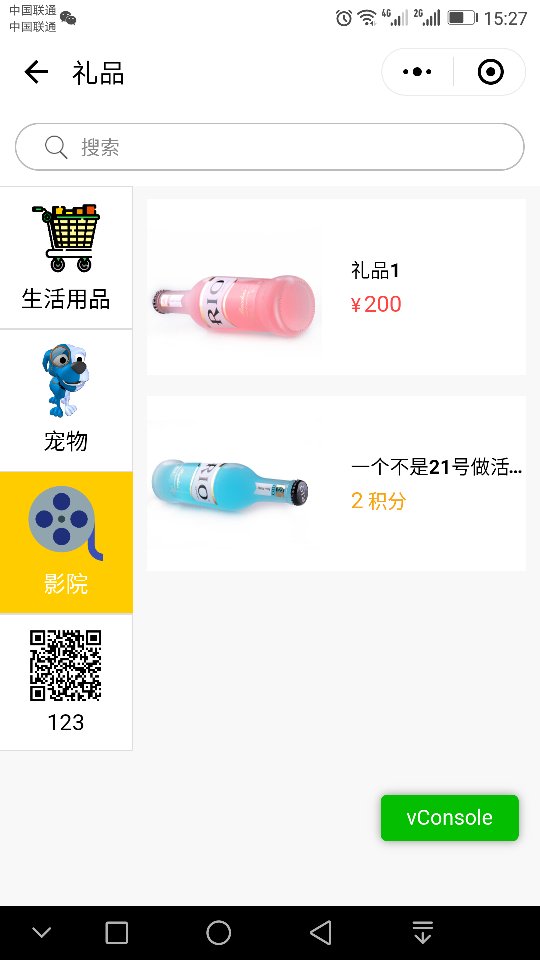 中国联通
中国联通
4G
2G
15:27
礼品
搜索
生活用品
宠物
影院
123
RIO
礼品1
¥200
RIO
一个不是21号做活...
2 积分
vConsole